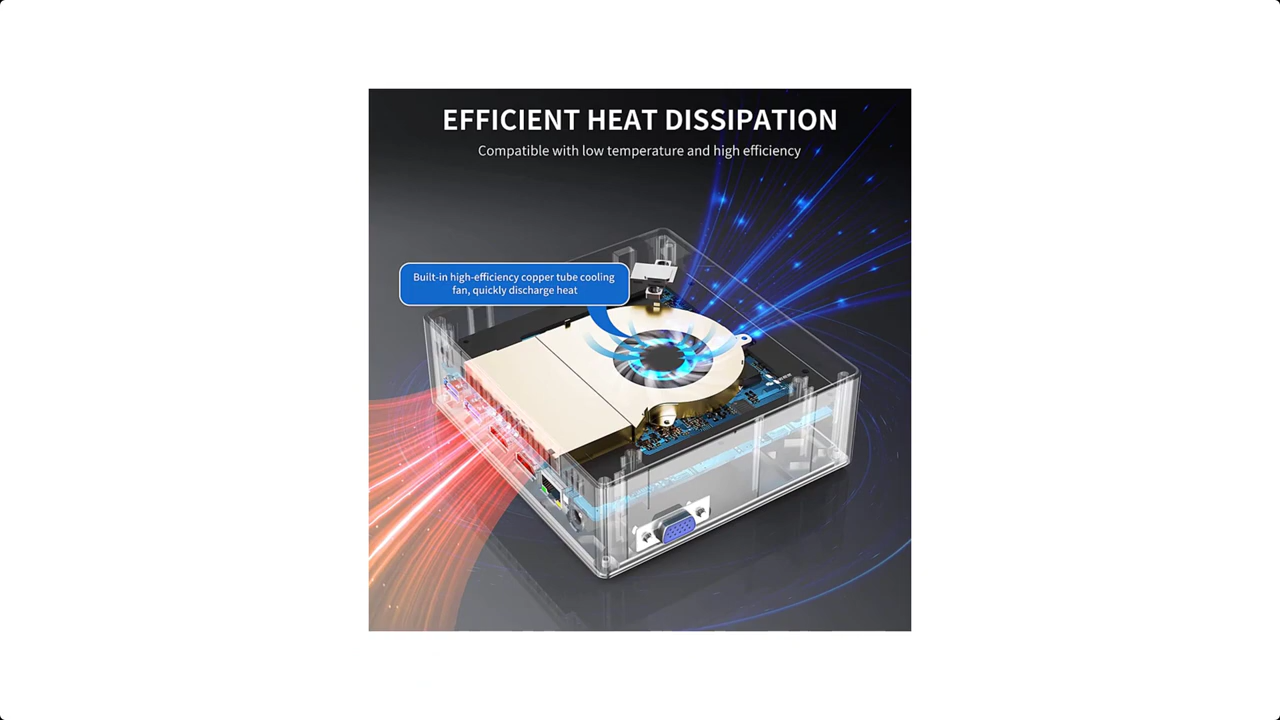 EFFICIENT HEAT DISSIPATION
Compatible with low temperature and high efficiency
Built-in high-efficiency copper tube cooling
fan, quickly discharge heat